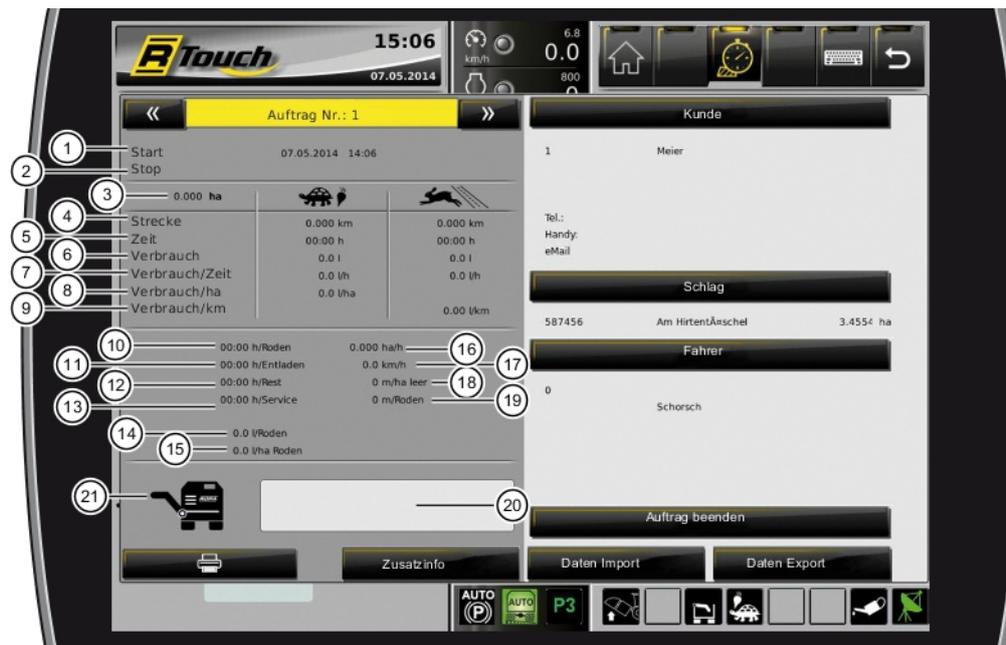 R Touch 15:06
07.05.2014
km/h
6.8
0.0
800
« Auftrag Nr.: 1 »
1 Start 07.05.2014 14:06
2 Stop
3 0.000 ha
4 Strecke 0.000 km 0.000 km
5 Zeit 00:00 h 00:00 h
6 Verbrauch 0.0 l 0.0 l
7 Verbrauch/Zeit 0.0 l/h 0.0 l/h
8 Verbrauch/ha 0.0 l/ha
9 Verbrauch/km 0.00 l/km
10 00:00 h/Roden 0.000 ha/h 16
11 00:00 h/Entladen 0.0 km/h 17
12 00:00 h/Rest 0 m/ha leer 18
13 00:00 h/Service 0 m/Roden 19
14 0.0 l/Roden
15 0.0 l/ha Roden
21
20
Zusatzinfo
Kunde
1 Meier
Tel.:
Handy:
eMail
Schlag
587456 Am HirtentÃ¤schel 3.455 ha
Fahrer
0
Schorsch
Auftrag beenden
Daten Import Daten Export
AUTO (P) AUTO P3